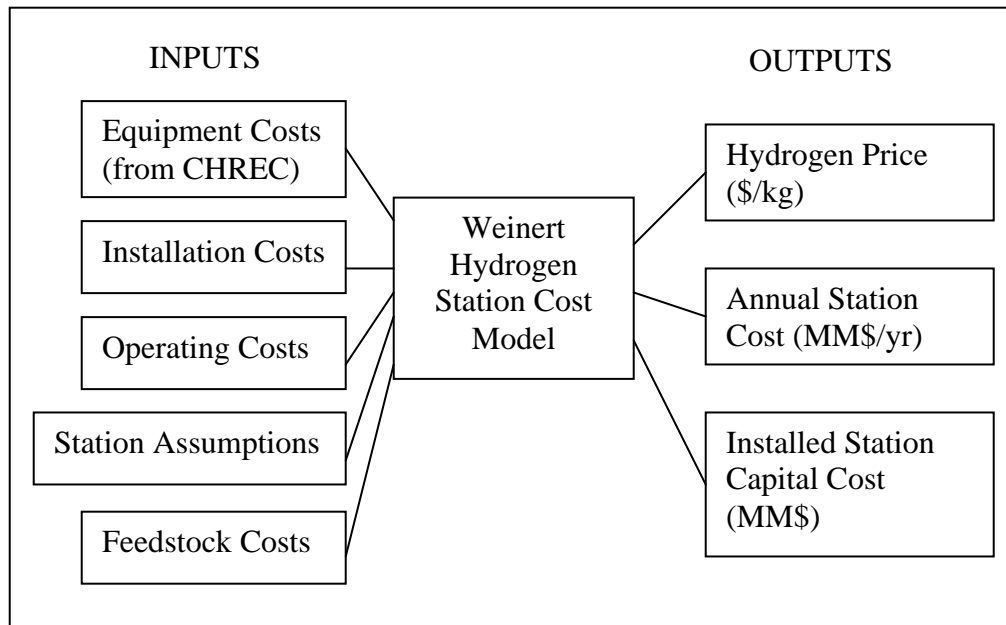 INPUTS
Equipment Costs
(from CHREC)
Installation Costs
Operating Costs
Station Assumptions
Feedstock Costs
Weinert
Hydrogen
Station Cost
Model
OUTPUTS
Hydrogen Price
($/kg)
Annual Station
Cost (MM$/yr)
Installed Station
Capital Cost
(MM$)